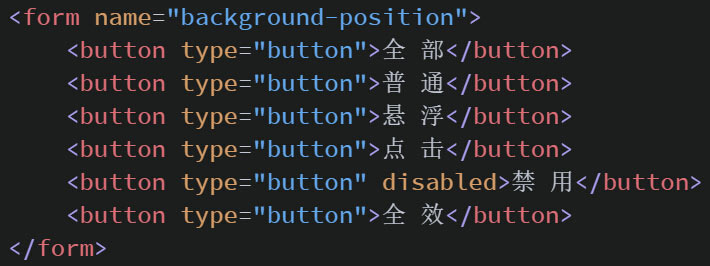 <form name="background-position">
    <button type="button">全 部</button>
    <button type="button">普 通</button>
    <button type="button">悬 浮</button>
    <button type="button">点 击</button>
    <button type="button" disabled>禁 用</button>
    <button type="button">全 效</button>
</form>